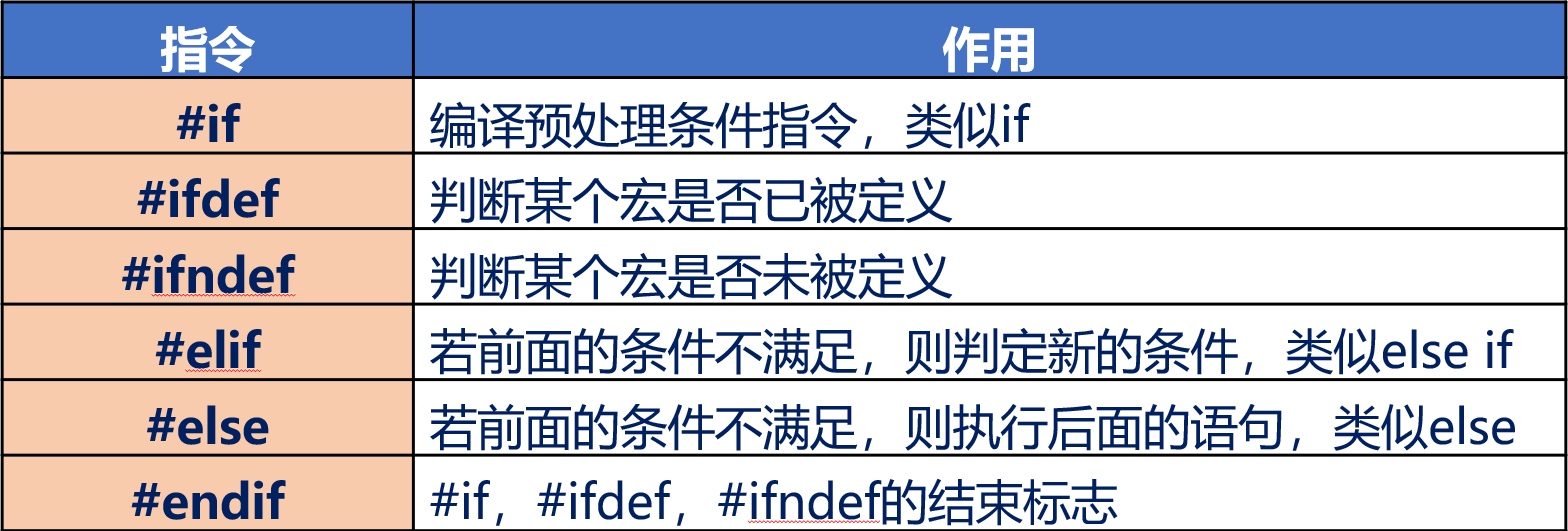 指令 作用
#if 编译预处理条件指令，类似if
#ifdef 判断某个宏是否已被定义
#ifndef 判断某个宏是否未被定义
#elif 若前面的条件不满足，则判定新的条件，类似else if
#else 若前面的条件不满足，则执行后面的语句，类似else
#endif #if，#ifdef，#ifndef的结束标志